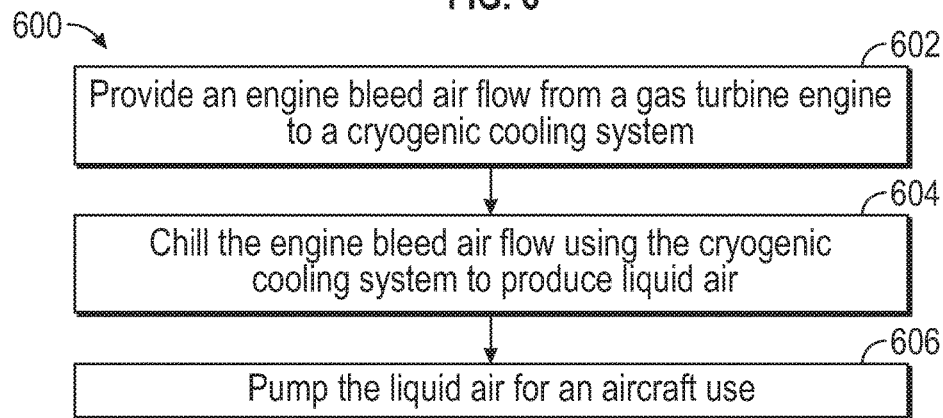 600
602
Provide an engine bleed air flow from a gas turbine engine
to a cryogenic cooling system
604
Chill the engine bleed air flow using the cryogenic
cooling system to produce liquid air
606
Pump the liquid air for an aircraft use